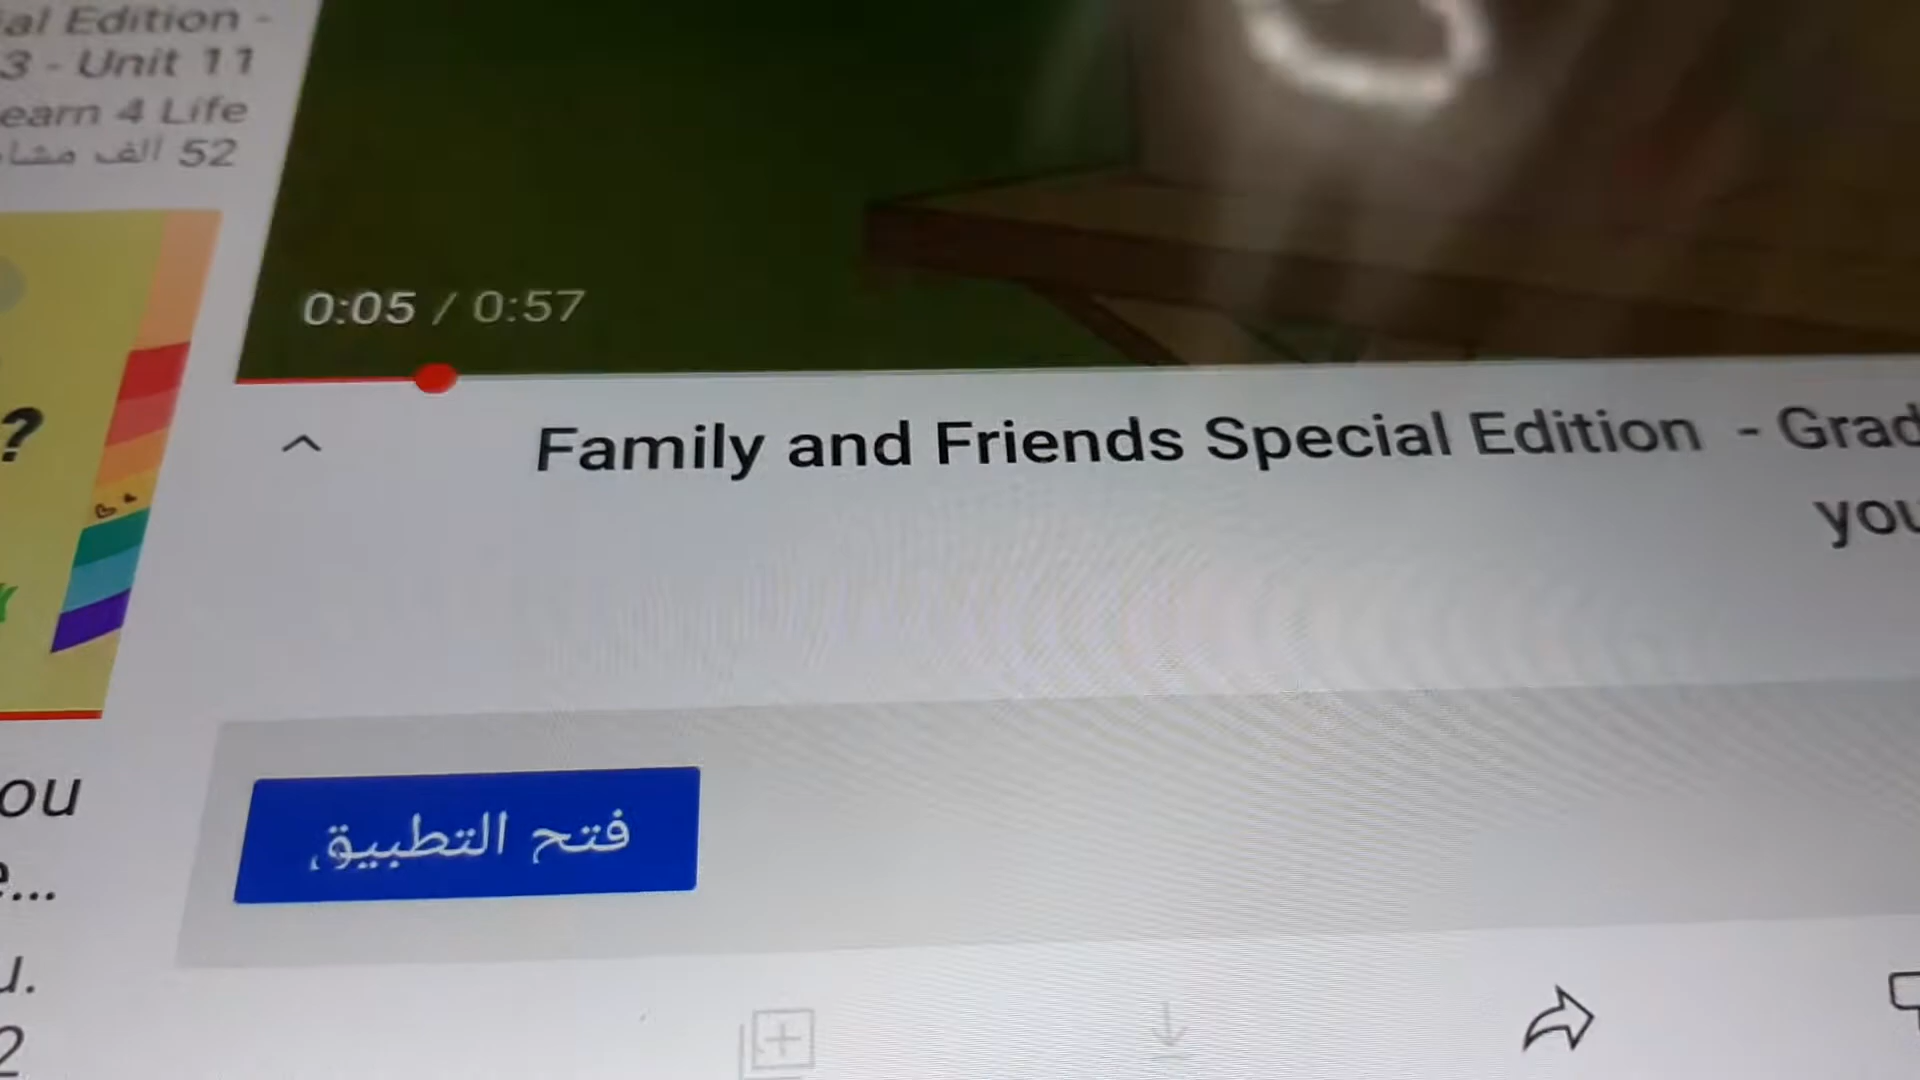 al Edition -
3 - Unit 11
earn 4 Life
52 ألف
?
0:05 / 0:57
Family and Friends Special Edition - Grad
you
فتح التطبيق
ou
e...
u.
2